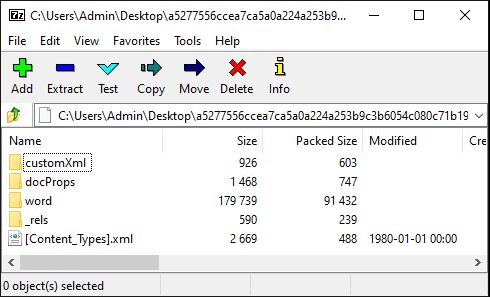 C:\Users\Admin\Desktop\a5277556ccea7ca5a0a224a253b9...
File Edit View Favorites Tools Help
Add Extract Test Copy Move Delete Info
C:\Users\Admin\Desktop\a5277556ccea7ca5a0a224a253b9c3b6054c080c71b19
Name Size Packed Size Modified Cre
customXml 926 603
docProps 1 468 747
word 179 739 91 432
_rels 590 239
[Content_Types].xml 2 669 488 1980-01-01 00:00
0 object(s) selected